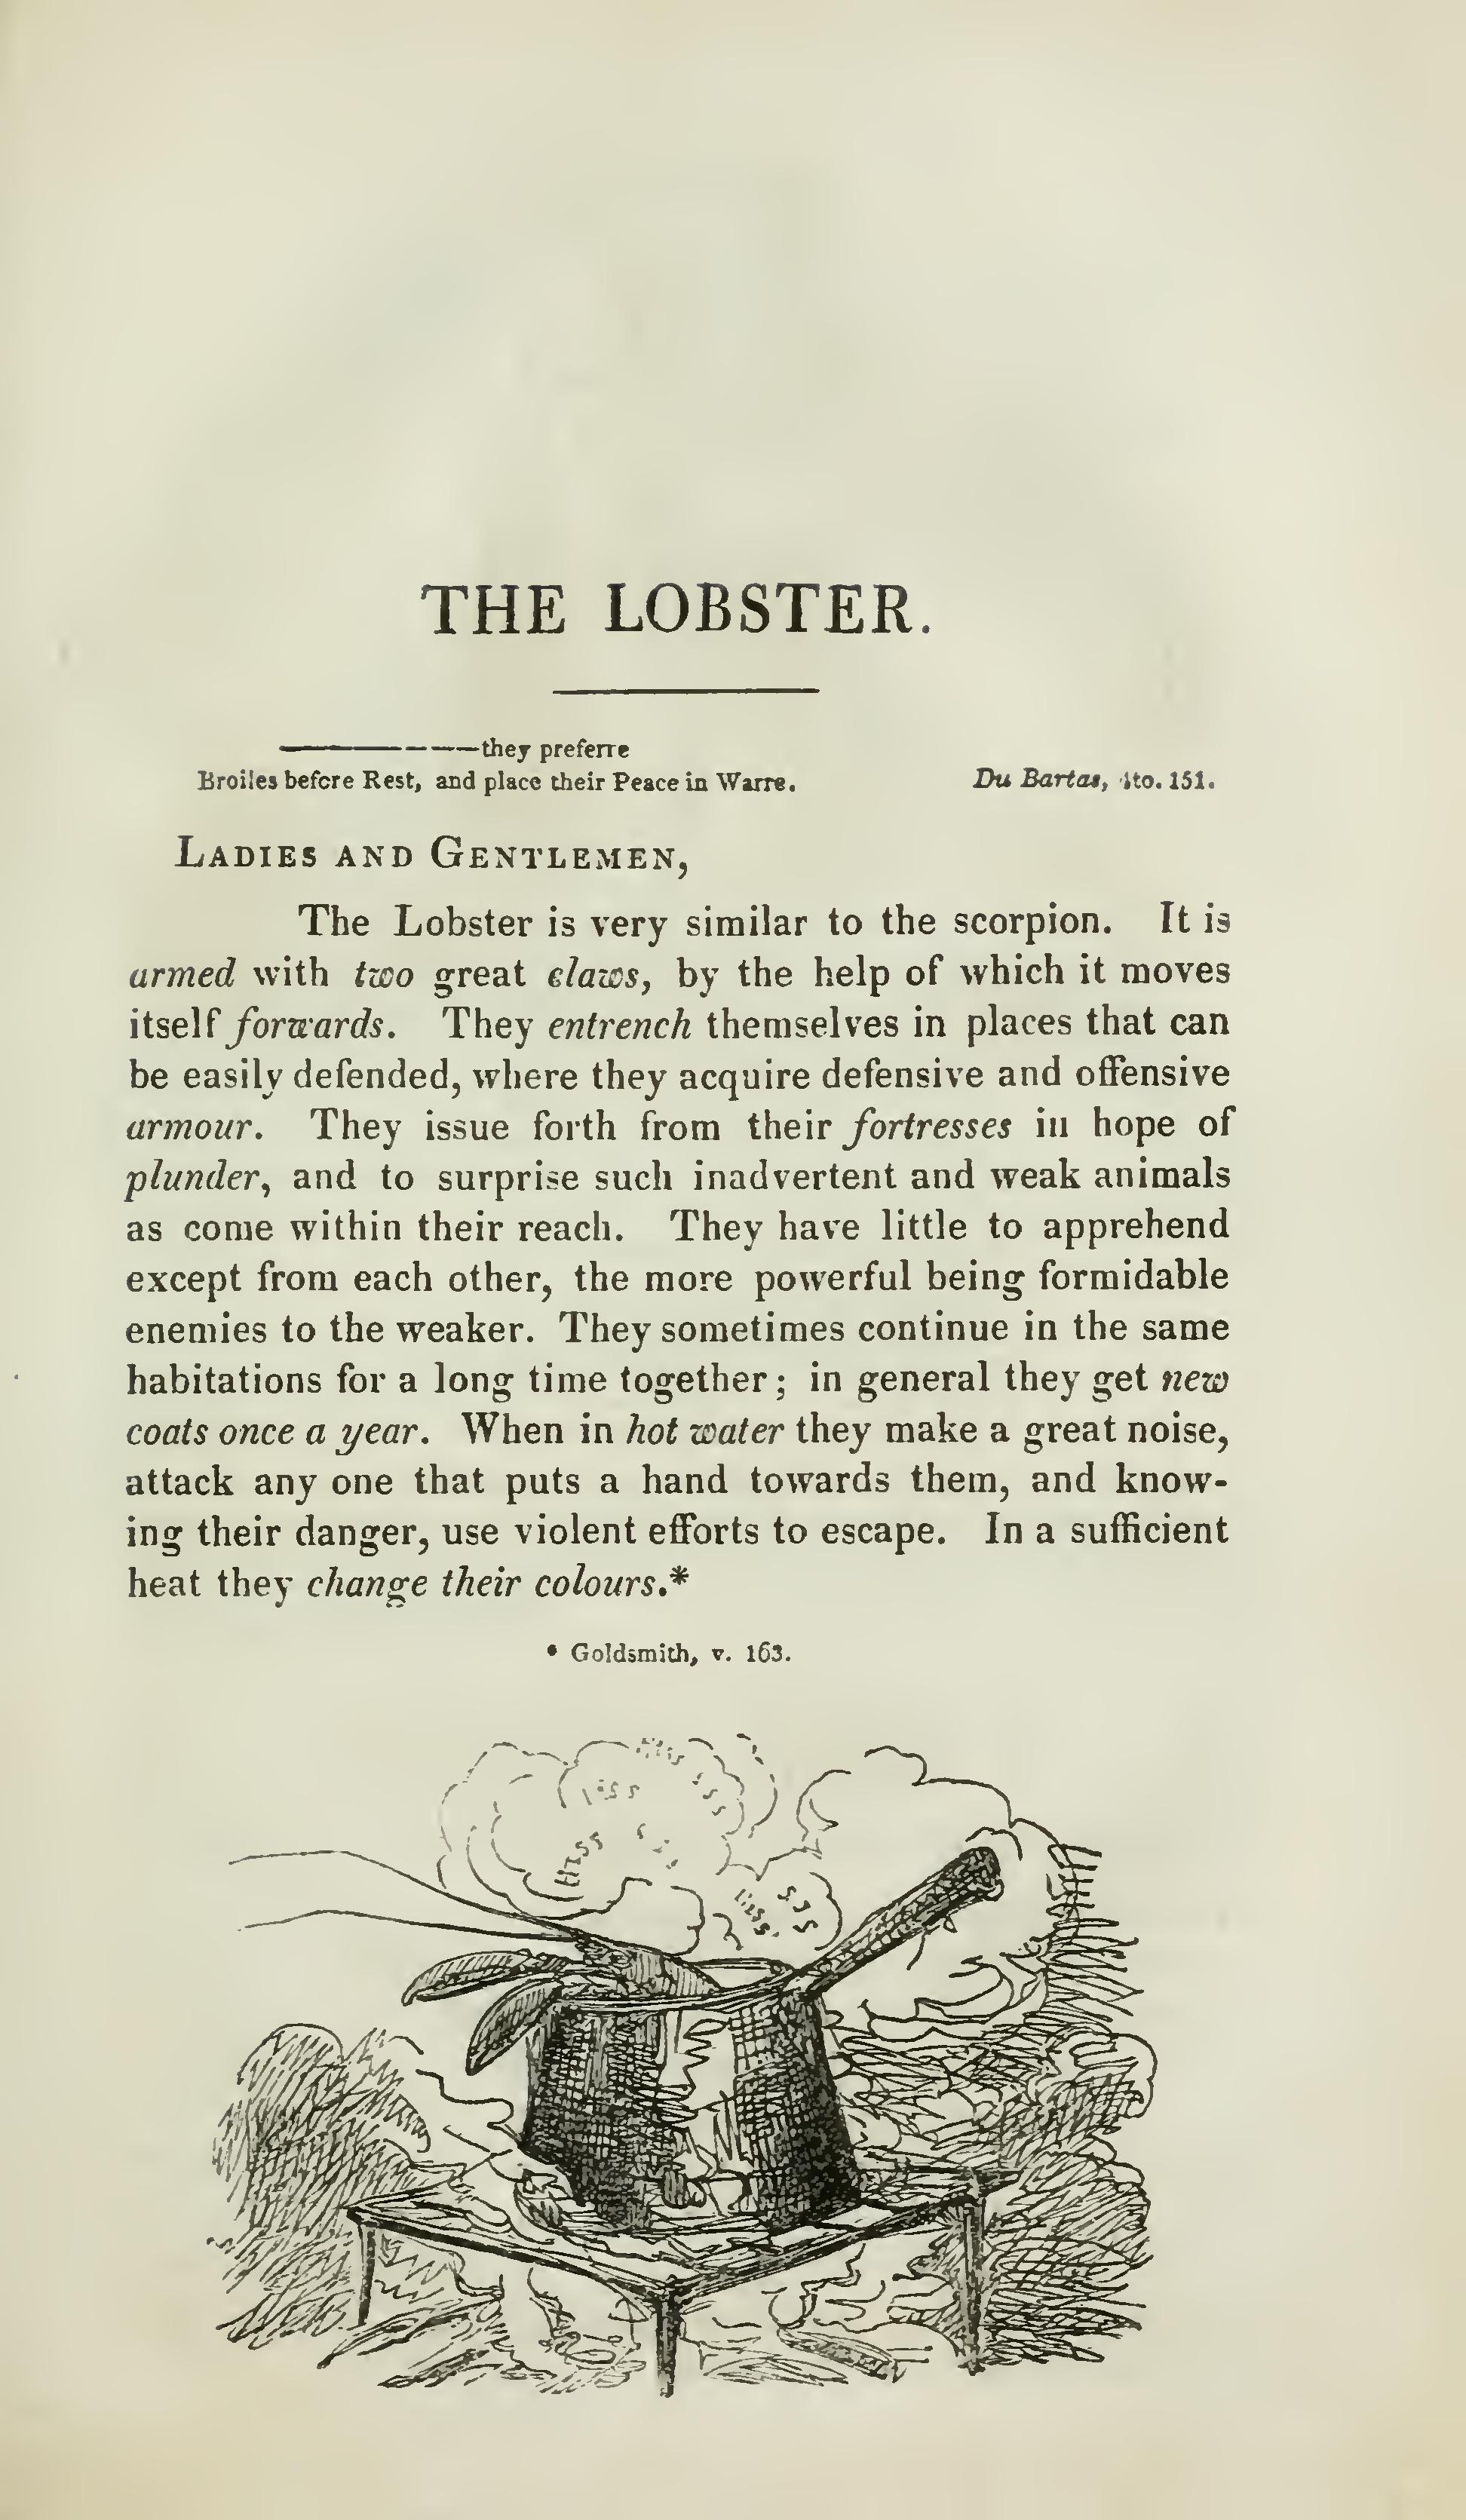 THE LOBSTER.
—————they preferre
Broiles before Rest, and place their Peace in Warre. Du Bartas, 4to. 151.
LADIES AND GENTLEMEN,
The Lobster is very similar to the scorpion. It is
armed with two great claws, by the help of which it moves
itself forwards. They entrench themselves in places that can
be easily defended, where they acquire defensive and offensive
armour. They issue forth from their fortresses in hope of
plunder, and to surprise such inadvertent and weak animals
as come within their reach. They have little to apprehend
except from each other, the more powerful being formidable
enemies to the weaker. They sometimes continue in the same
habitations for a long time together; in general they get new
coats once a year. When in hot water they make a great noise,
attack any one that puts a hand towards them, and know-
ing their danger, use violent efforts to escape. In a sufficient
heat they change their colours.*
* Goldsmith, v. 163.
Hiss
hiss